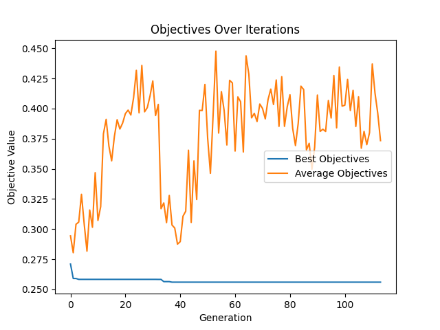 Objectives Over Iterations
0.450
0.425
0.400
0.375
0.350
0.325
0.300
0.275
0.250
Objective Value
Best Objectives
Average Objectives
0 20 40 60 80 100
Generation